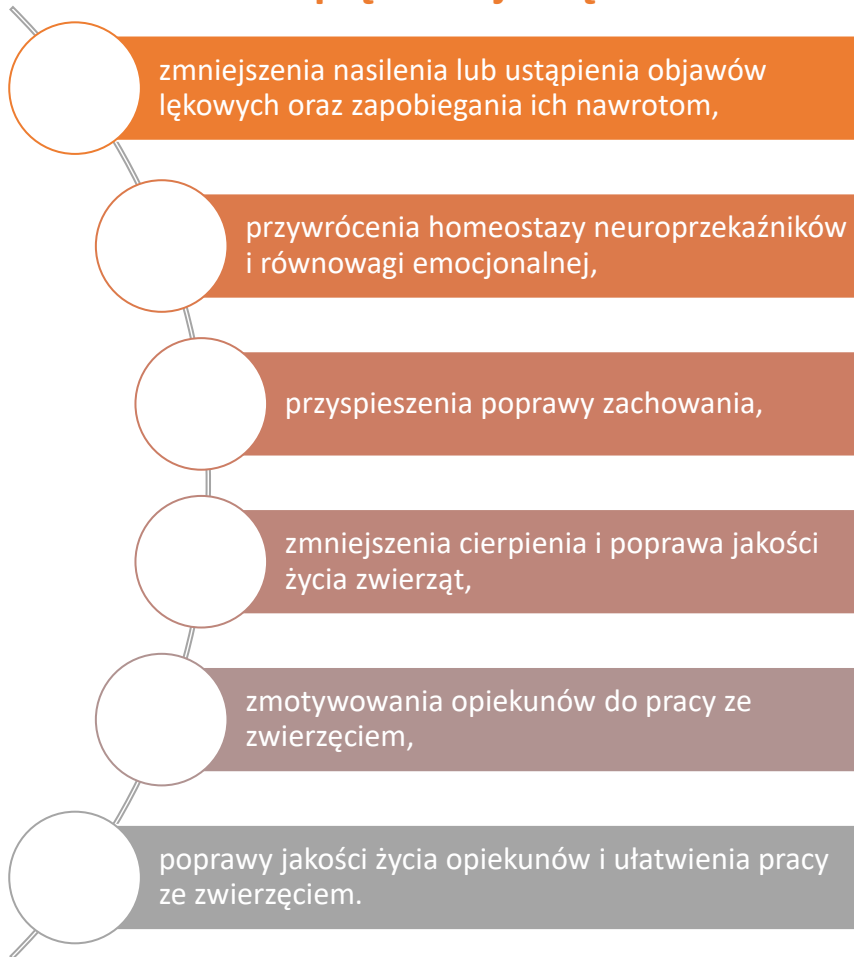 zmniejszenia nasilenia lub ustąpienia objawów
lękowych oraz zapobiegania ich nawrotom,
przywrócenia homeostazy neuroprzekaźników
i równowagi emocjonalnej,
przyspieszenia poprawy zachowania,
zmniejszenia cierpienia i poprawa jakości
życia zwierząt,
zmotywowania opiekunów do pracy ze
zwierzęciem,
poprawy jakości życia opiekunów i ułatwienia pracy
ze zwierzęciem.